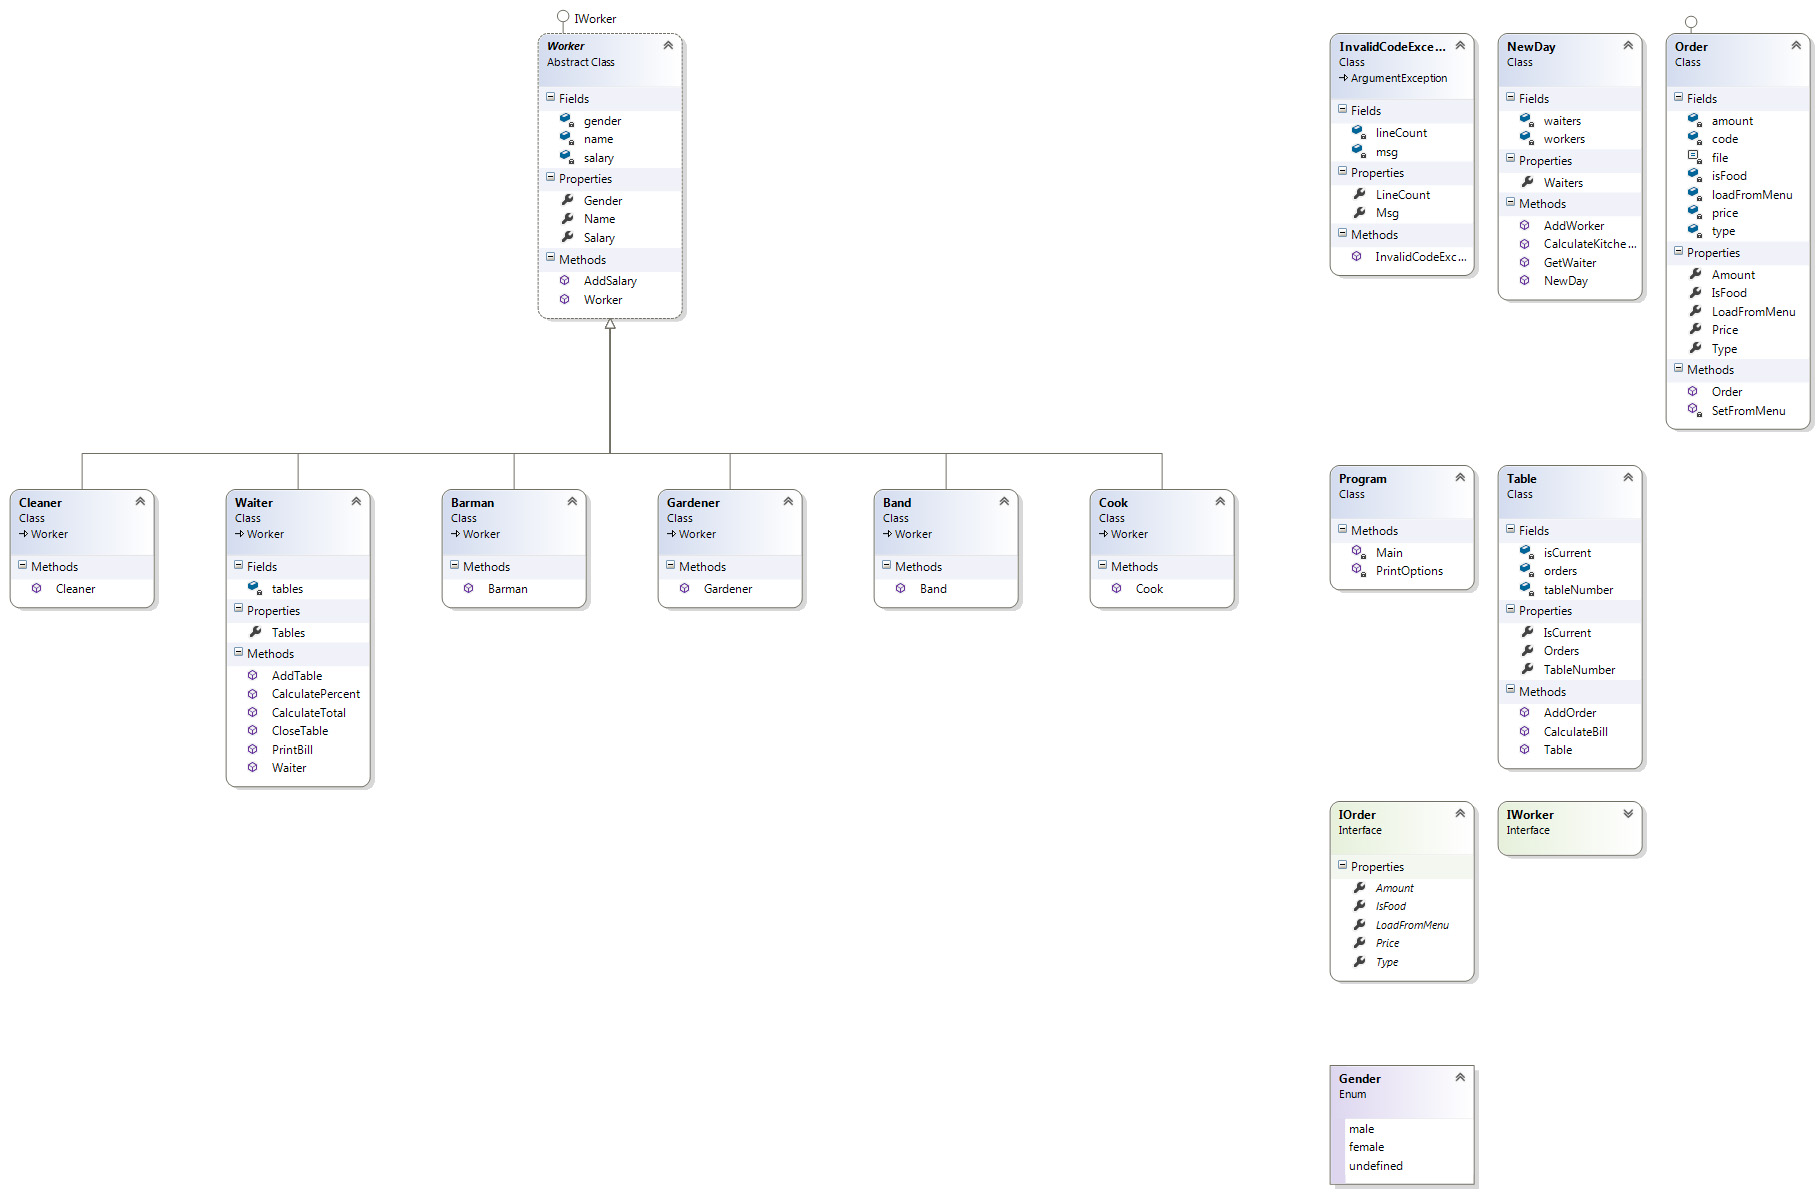 IWorker
Worker
Abstract Class
Fields
gender
name
salary
Properties
Gender
Name
Salary
Methods
AddSalary
Worker
Cleaner
Class
Worker
Methods
Cleaner
Waiter
Class
Worker
Fields
tables
Properties
Tables
Methods
AddTable
CalculatePercent
CalculateTotal
CloseTable
PrintBill
Waiter
Barman
Class
Worker
Methods
Barman
Gardener
Class
Worker
Methods
Gardener
Band
Class
Worker
Methods
Band
Cook
Class
Worker
Methods
Cook
InvalidCodeExce...
Class
ArgumentException
Fields
lineCount
msg
Properties
LineCount
Msg
Methods
InvalidCodeExc...
NewDay
Class
Fields
waiters
workers
Properties
Waiters
Methods
AddWorker
CalculateKitche...
GetWaiter
NewDay
Order
Class
Fields
amount
code
file
isFood
loadFromMenu
price
type
Properties
Amount
IsFood
LoadFromMenu
Price
Type
Methods
Order
SetFromMenu
Program
Class
Methods
Main
PrintOptions
Table
Class
Fields
isCurrent
orders
tableNumber
Properties
IsCurrent
Orders
TableNumber
Methods
AddOrder
CalculateBill
Table
IOrder
Interface
Properties
Amount
IsFood
LoadFromMenu
Price
Type
IWorker
Interface
Gender
Enum
male
female
undefined